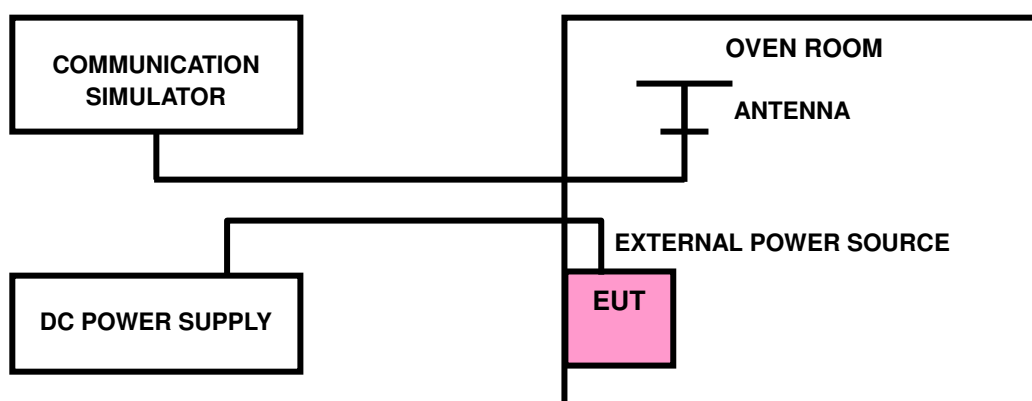 COMMUNICATION
SIMULATOR
OVEN ROOM
ANTENNA
EXTERNAL POWER SOURCE
DC POWER SUPPLY
EUT